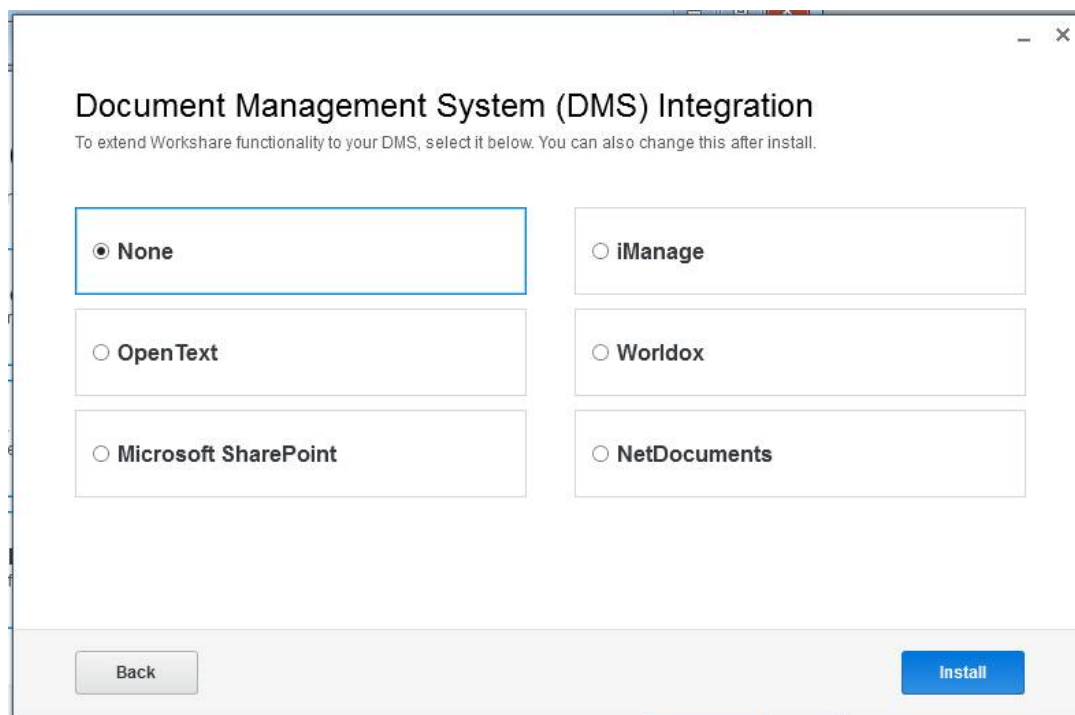 Document Management System (DMS) Integration
To extend Workshare functionality to your DMS, select it below. You can also change this after install.
None
iManage
OpenText
Worldox
Microsoft SharePoint
NetDocuments
Back
Install